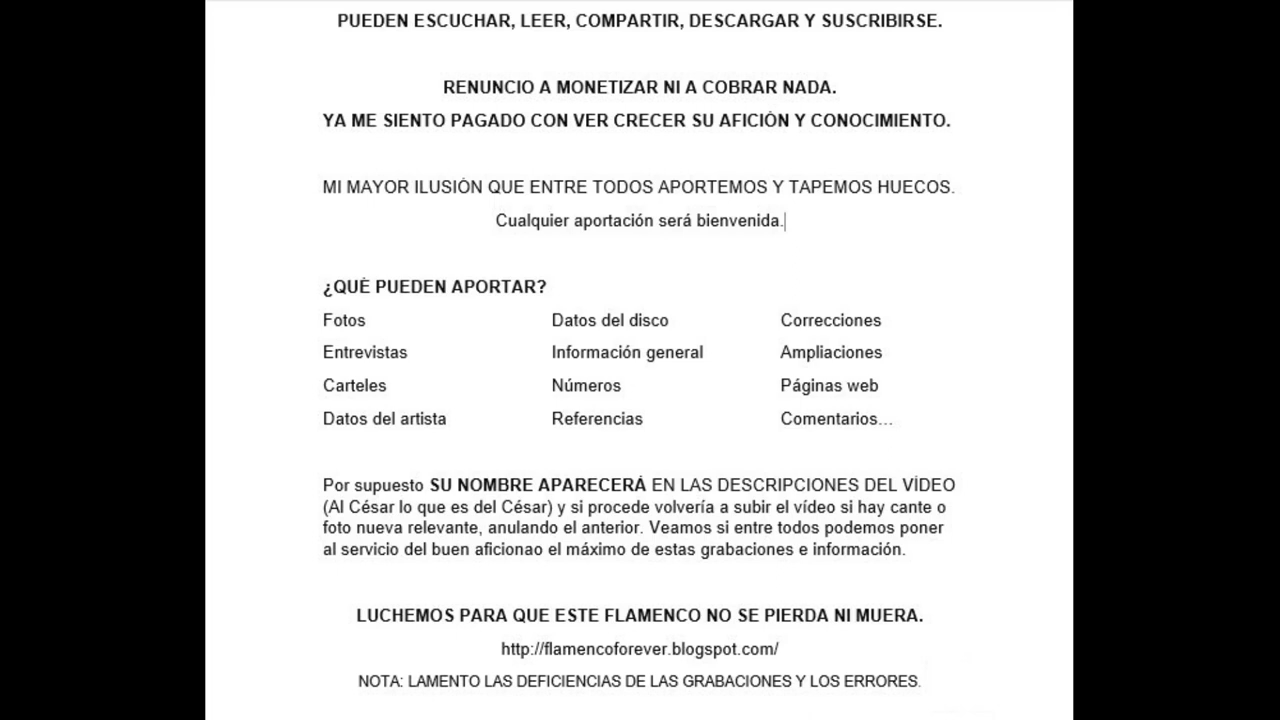 PUEDEN ESCUCHAR, LEER, COMPARTIR, DESCARGAR Y SUSCRIBIRSE.
RENUNCIO A MONETIZAR NI A COBRAR NADA.
YA ME SIENTO PAGADO CON VER CRECER SU AFICIÓN Y CONOCIMIENTO.
MI MAYOR ILUSIÓN QUE ENTRE TODOS APORTEMOS Y TAPEMOS HUECOS.
Cualquier aportación será bienvenida.
¿QUÉ PUEDEN APORTAR?
Fotos Datos del disco Correcciones
Entrevistas Información general Ampliaciones
Carteles Números Páginas web
Datos del artista Referencias Comentarios...
Por supuesto SU NOMBRE APARECERÁ EN LAS DESCRIPCIONES DEL VÍDEO
(Al César lo que es del César) y si procede volvería a subir el vídeo si hay cante o
foto nueva relevante, anulando el anterior. Veamos si entre todos podemos poner
al servicio del buen aficionao el máximo de estas grabaciones e información.
LUCHEMOS PARA QUE ESTE FLAMENCO NO SE PIERDA NI MUERA.
http://flamencoforever.blogspot.com/
NOTA: LAMENTO LAS DEFICIENCIAS DE LAS GRABACIONES Y LOS ERRORES.